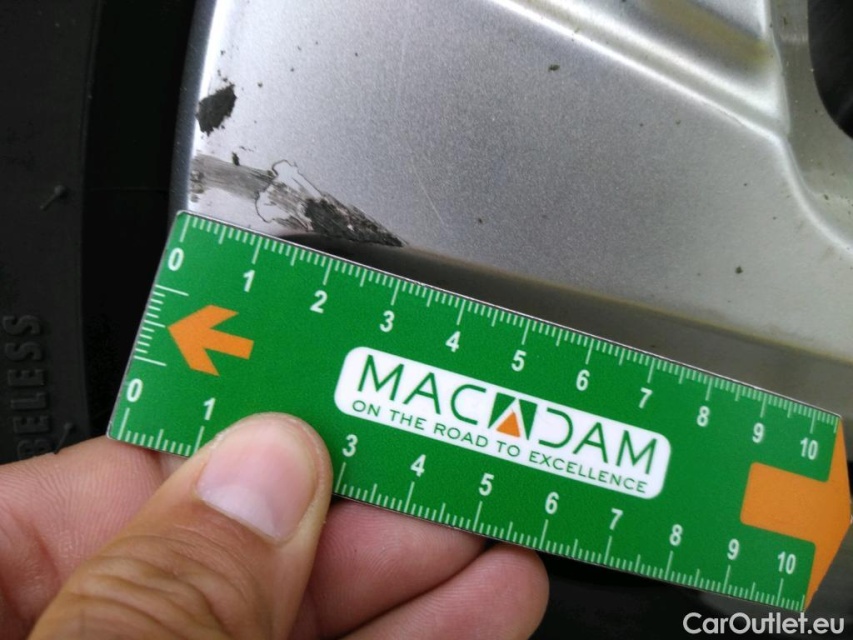 0 1 2 3 4 5 6 7 8 9 10
MACADAM
ON THE ROAD TO EXCELLENCE
0 1 3 4 5 6 7 8 9 10
BELESS
CarOutlet.eu